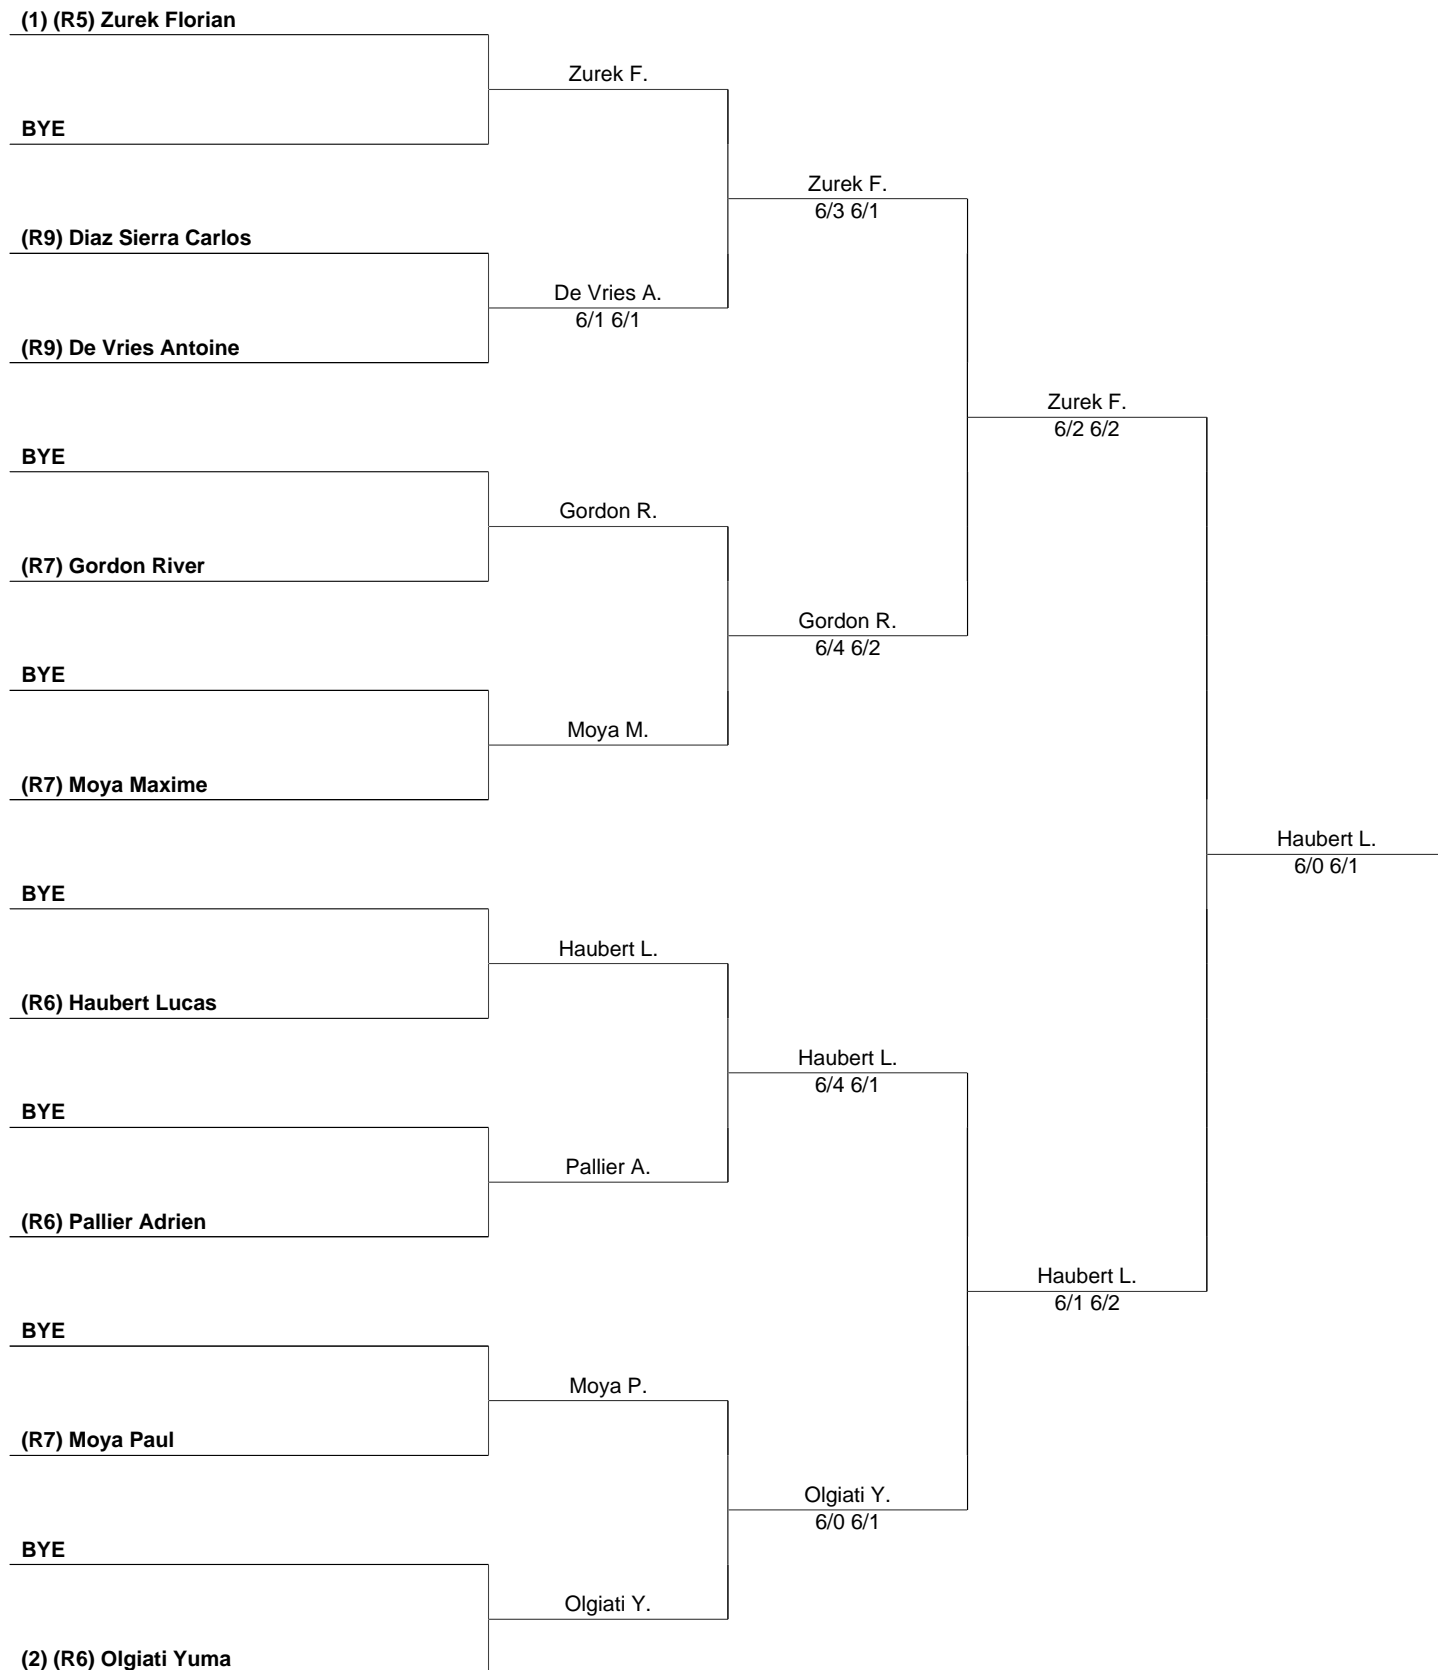 (1) (R5) Zurek Florian
Zurek F.
BYE
Zurek F.
6/3 6/1
(R9) Diaz Sierra Carlos
De Vries A.
6/1 6/1
(R9) De Vries Antoine
Zurek F.
6/2 6/2
BYE
Gordon R.
(R7) Gordon River
Gordon R.
6/4 6/2
BYE
Moya M.
(R7) Moya Maxime
Haubert L.
6/0 6/1
BYE
Haubert L.
(R6) Haubert Lucas
Haubert L.
6/4 6/1
BYE
Pallier A.
(R6) Pallier Adrien
Haubert L.
6/1 6/2
BYE
Moya P.
(R7) Moya Paul
Olgiati Y.
6/0 6/1
BYE
Olgiati Y.
(2) (R6) Olgiati Yuma